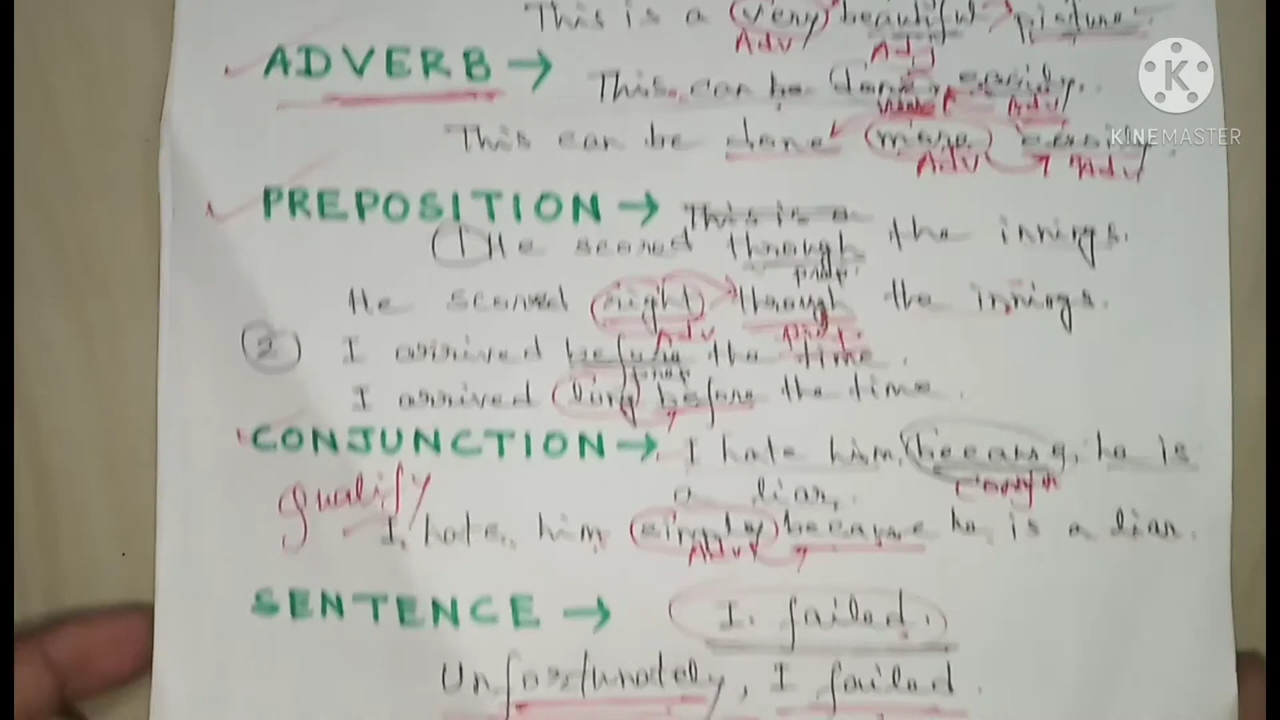 This is a very beautiful picture.
Adv Adj
ADVERB → This can be done easily.
Verb Adv
This can be done more easily.
Adv Adv
PREPOSITION → This is a
(1) He scored through the innings.
prep.
He scored right through the innings.
Adv
(2) I arrived before the time.
prep
I arrived long before the time.
CONJUNCTION → I hate him because he is
a liar.
Conjn
qualify
I hate him simply because he is a liar.
Adv
SENTENCE → I failed.
Unfortunately, I failed.
K
KINEMASTER